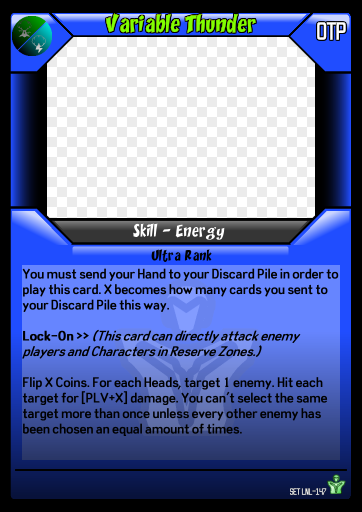 Variable Thunder
OTP
Skill - Energy
Ultra Rank
You must send your Hand to your Discard Pile in order to
play this card. X becomes how many cards you sent to
your Discard Pile this way.
Lock-On >> (This card can directly attack enemy
players and Characters in Reserve Zones.)
Flip X Coins. For each Heads, target 1 enemy. Hit each
target for [PLV+X] damage. You can't select the same
target more than once unless every other enemy has
been chosen an equal amount of times.
SET LNL-147